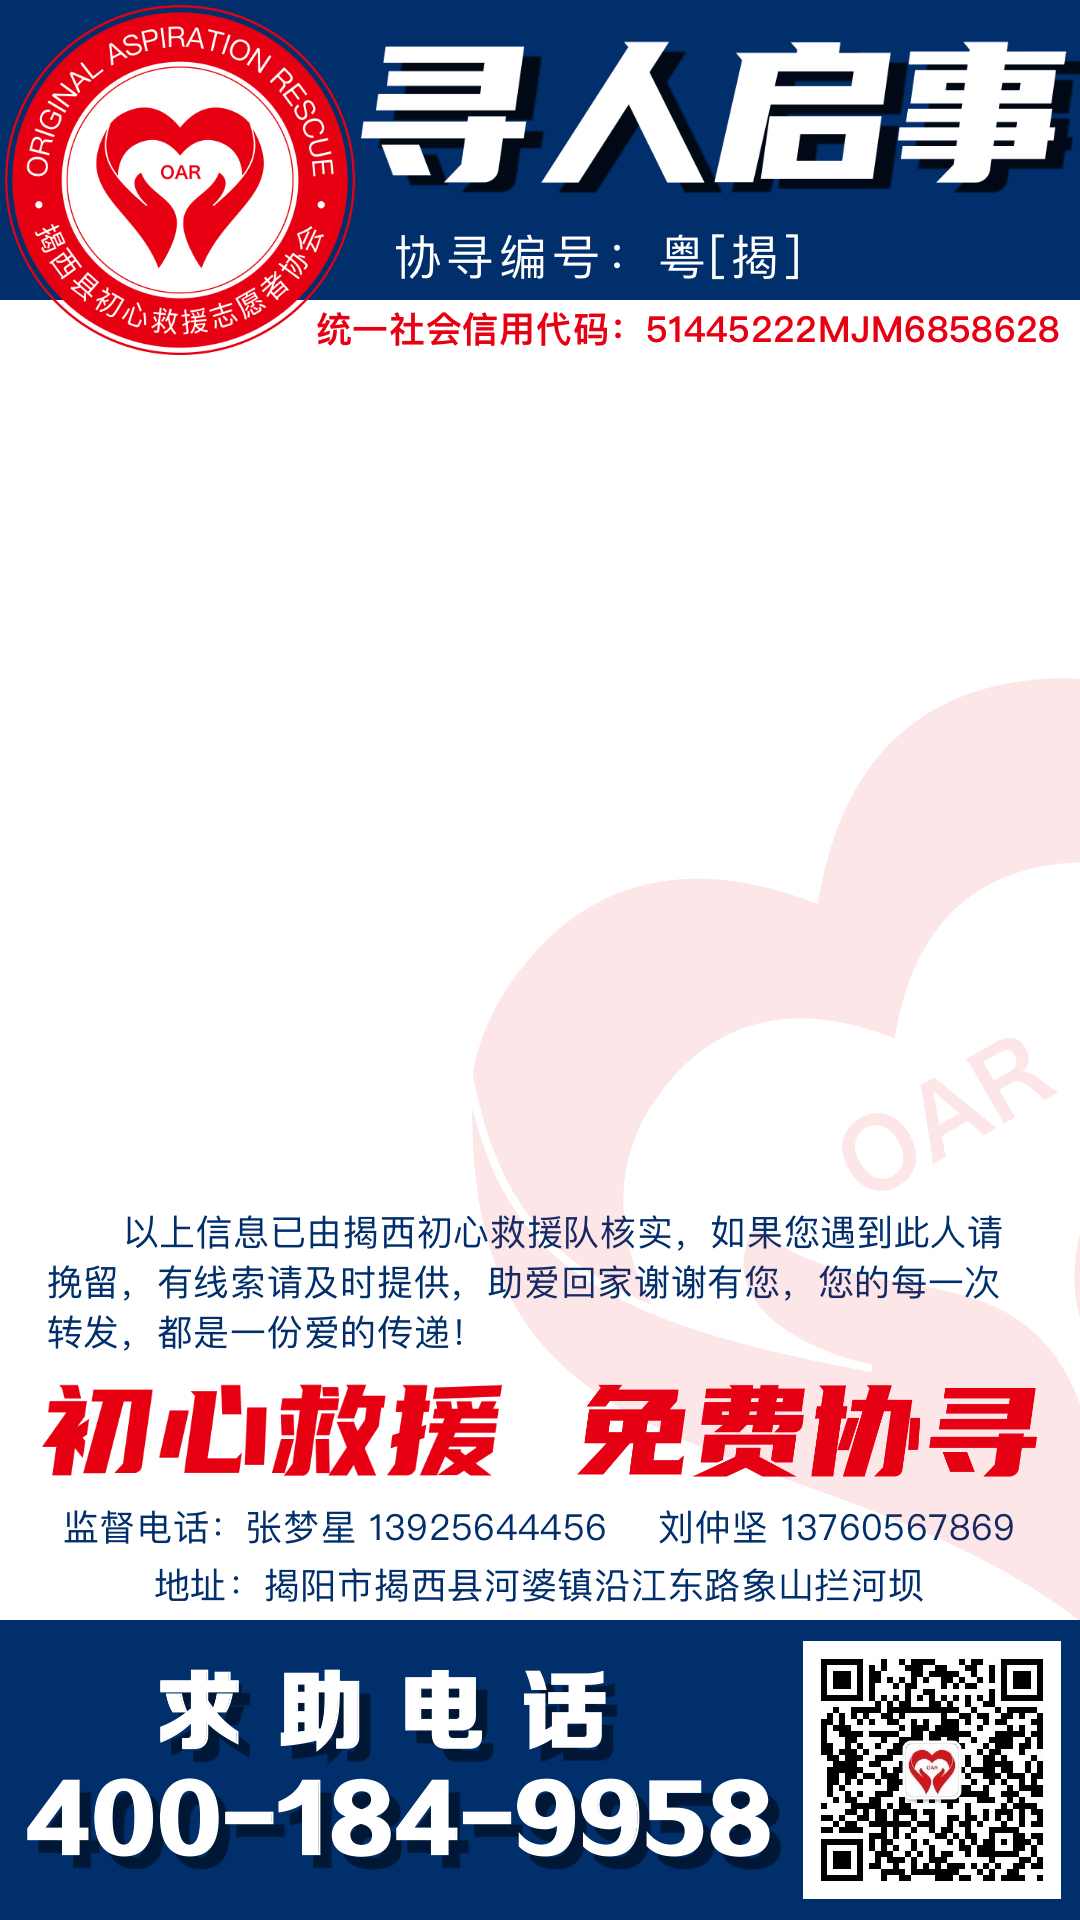 ORIGINAL ASPIRATION RESCUE
OAR
揭西县初心救援志愿者协会
寻人启事
协寻编号：粤[揭]
统一社会信用代码：51445222MJM6858628
OAR
以上信息已由揭西初心救援队核实，如果您遇到此人请
挽留，有线索请及时提供，助爱回家谢谢有您，您的每一次
转发，都是一份爱的传递！
初心救援 免费协寻
监督电话：张梦星 13925644456 刘仲坚 13760567869
地址：揭阳市揭西县河婆镇沿江东路象山拦河坝
求助电话
400-184-9958
OAR